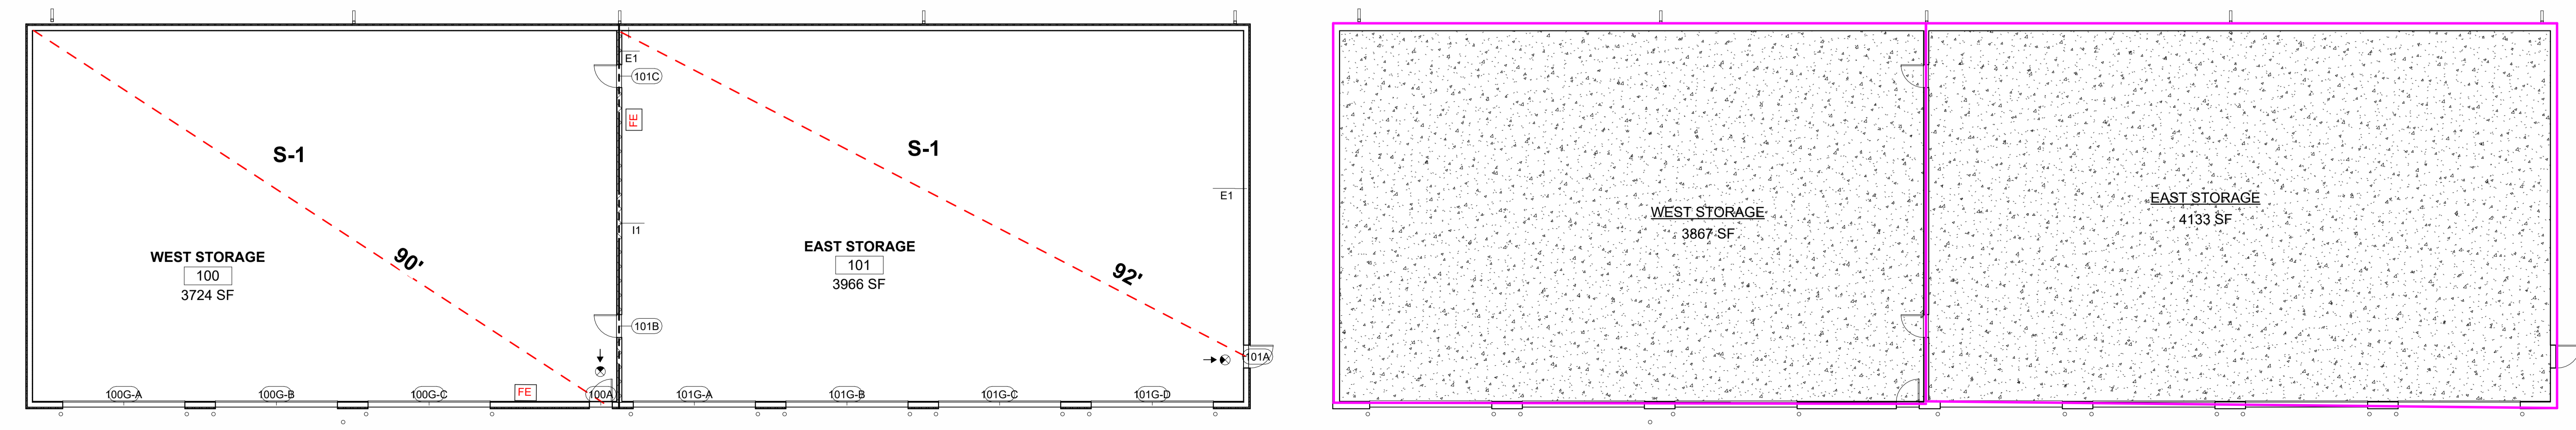 E1
101C
FE
S-1
S-1
E1
I1
WEST STORAGE
100
3724 SF
90'
EAST STORAGE
101
3966 SF
92'
101B
101A
100G-A
100G-B
100G-C
FE
100A
101G-A
101G-B
101G-C
101G-D
WEST STORAGE
3867 SF
EAST STORAGE
4133 SF